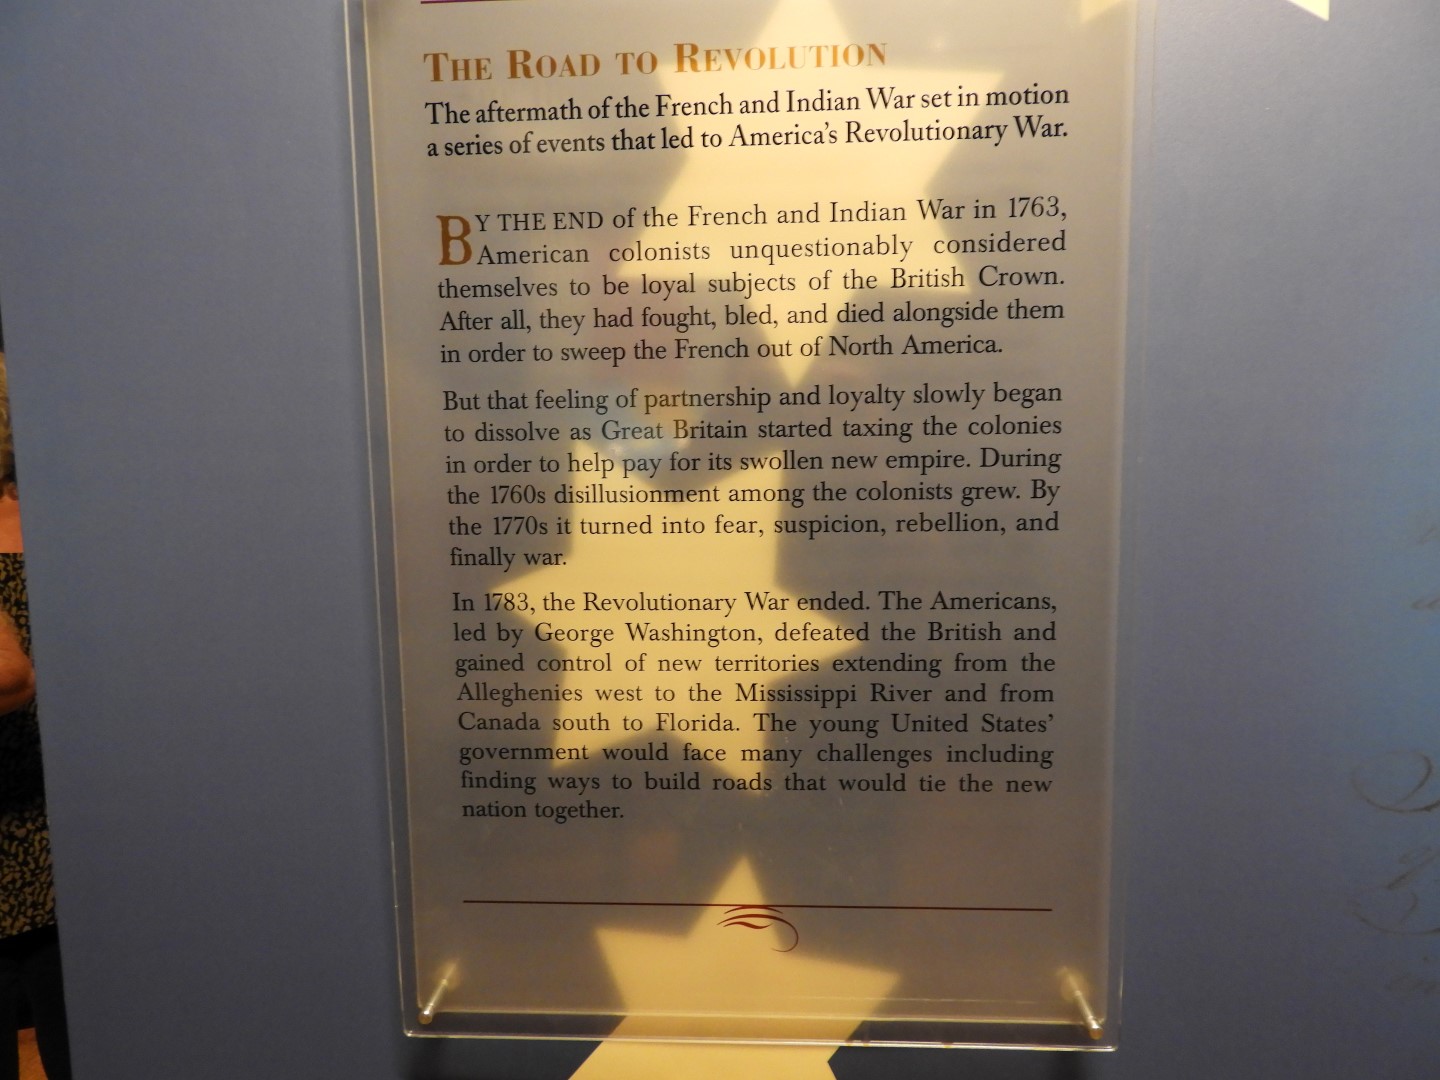 THE ROAD TO REVOLUTION
The aftermath of the French and Indian War set in motion
a series of events that led to America's Revolutionary War.
BY THE END of the French and Indian War in 1763,
American colonists unquestionably considered
themselves to be loyal subjects of the British Crown.
After all, they had fought, bled, and died alongside them
in order to sweep the French out of North America.
But that feeling of partnership and loyalty slowly began
to dissolve as Great Britain started taxing the colonies
in order to help pay for its swollen new empire. During
the 1760s disillusionment among the colonists grew. By
the 1770s it turned into fear, suspicion, rebellion, and
finally war.
In 1783, the Revolutionary War ended. The Americans,
led by George Washington, defeated the British and
gained control of new territories extending from the
Alleghenies west to the Mississippi River and from
Canada south to Florida. The young United States'
government would face many challenges including
finding ways to build roads that would tie the new
nation together.